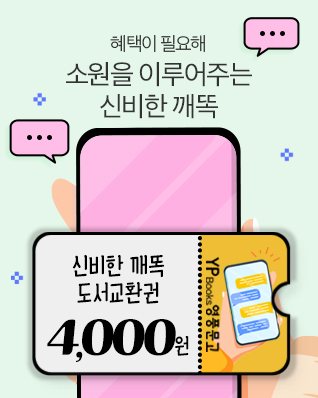 혜택이 필요해
소원을 이루어주는
신비한 깨똑
신비한 깨똑
도서교환권
4,000원
YP Books 영풍문고